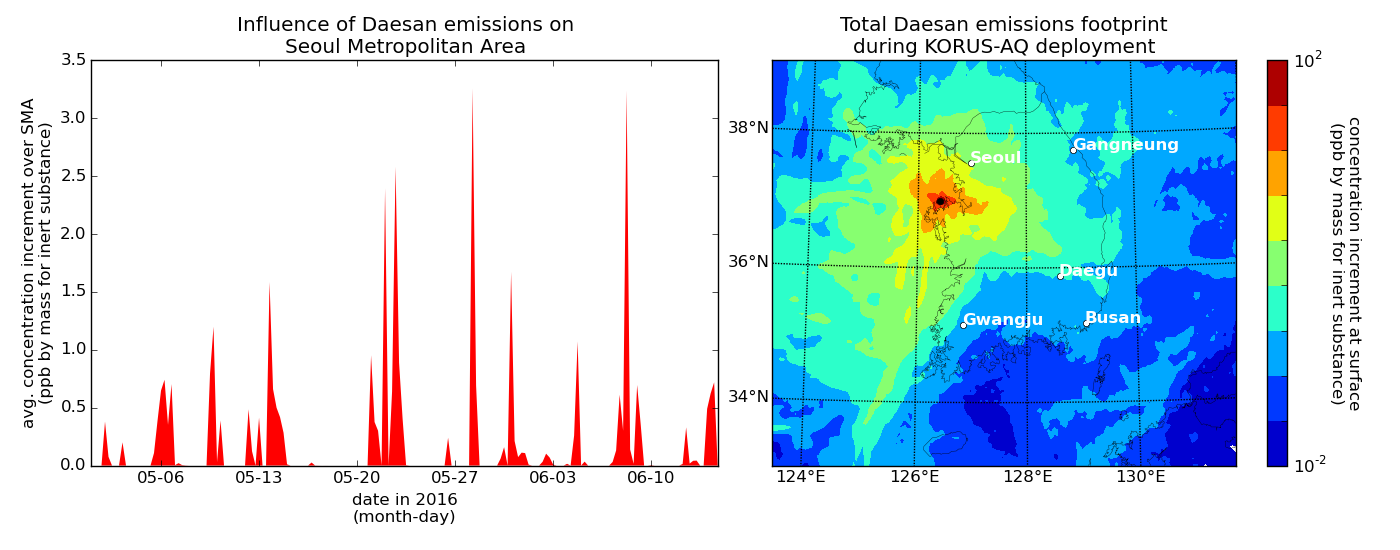 Influence of Daesan emissions on
Seoul Metropolitan Area
avg. concentration increment over SMA
(ppb by mass for inert substance)
3.5
3.0
2.5
2.0
1.5
1.0
0.5
0.0
05-06
05-13
05-20
05-27
06-03
06-10
date in 2016
(month-day)
Total Daesan emissions footprint
during KORUS-AQ deployment
38°N
36°N
34°N
124°E
126°E
128°E
130°E
Seoul
Gangneung
Daegu
Gwangju
Busan
10^2
10^-2
concentration increment at surface
(ppb by mass for inert substance)